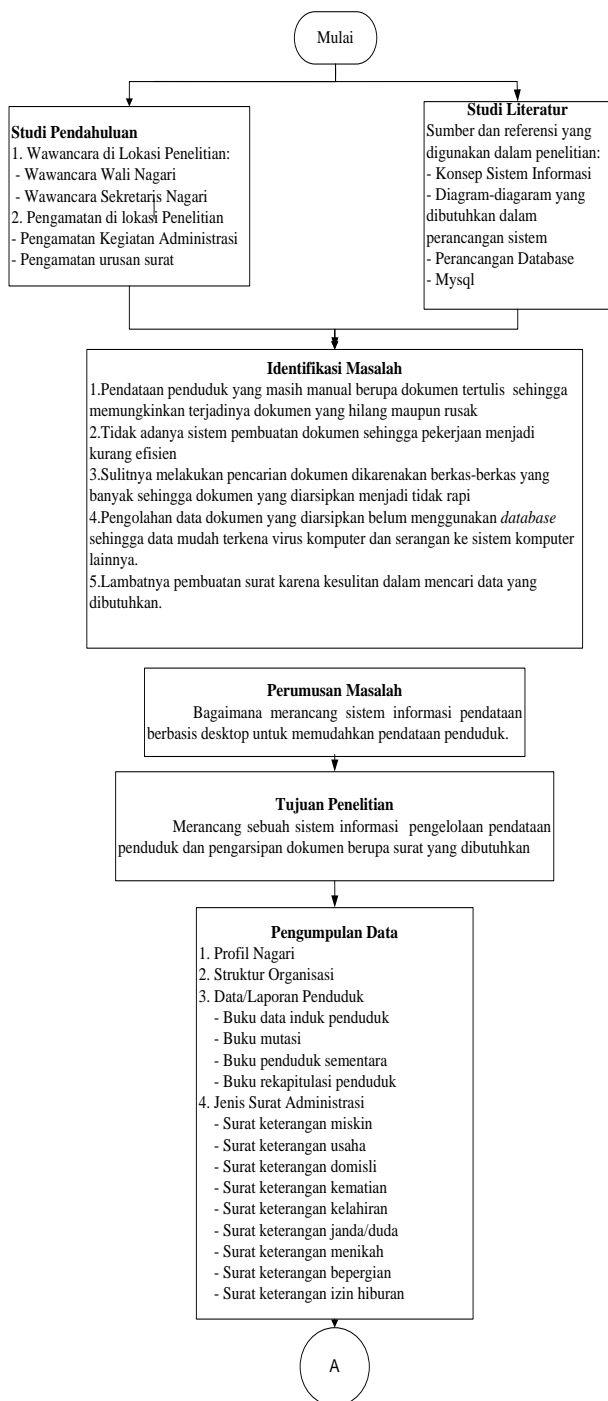 Mulai
Studi Pendahuluan
1. Wawancara di Lokasi Penelitian:
- Wawancara Wali Nagari
- Wawancara Sekretaris Nagari
2. Pengamatan di lokasi Penelitian
- Pengamatan Kegiatan Administrasi
- Pengamatan urusan surat
Studi Literatur
Sumber dan referensi yang
digunakan dalam penelitian:
- Konsep Sistem Informasi
- Diagram-diagaram yang
dibutuhkan dalam
perancangan sistem
- Perancangan Database
- Mysql
Identifikasi Masalah
1.Pendataan penduduk yang masih manual berupa dokumen tertulis sehingga
memungkinkan terjadinya dokumen yang hilang maupun rusak
2.Tidak adanya sistem pembuatan dokumen sehingga pekerjaan menjadi
kurang efisien
3.Sulitnya melakukan pencarian dokumen dikarenakan berkas-berkas yang
banyak sehingga dokumen yang diarsipkan menjadi tidak rapi
4.Pengolahan data dokumen yang diarsipkan belum menggunakan database
sehingga data mudah terkena virus komputer dan serangan ke sistem komputer
lainnya.
5.Lambatnya pembuatan surat karena kesulitan dalam mencari data yang
dibutuhkan.
Perumusan Masalah
Bagaimana merancang sistem informasi pendataan
berbasis desktop untuk memudahkan pendataan penduduk.
Tujuan Penelitian
Merancang sebuah sistem informasi pengelolaan pendataan
penduduk dan pengarsipan dokumen berupa surat yang dibutuhkan
Pengumpulan Data
1. Profil Nagari
2. Struktur Organisasi
3. Data/Laporan Penduduk
- Buku data induk penduduk
- Buku mutasi
- Buku penduduk sementara
- Buku rekapitulasi penduduk
4. Jenis Surat Administrasi
- Surat keterangan miskin
- Surat keterangan usaha
- Surat keterangan domisli
- Surat keterangan kematian
- Surat keterangan kelahiran
- Surat keterangan janda/duda
- Surat keterangan menikah
- Surat keterangan bepergian
- Surat keterangan izin hiburan
A